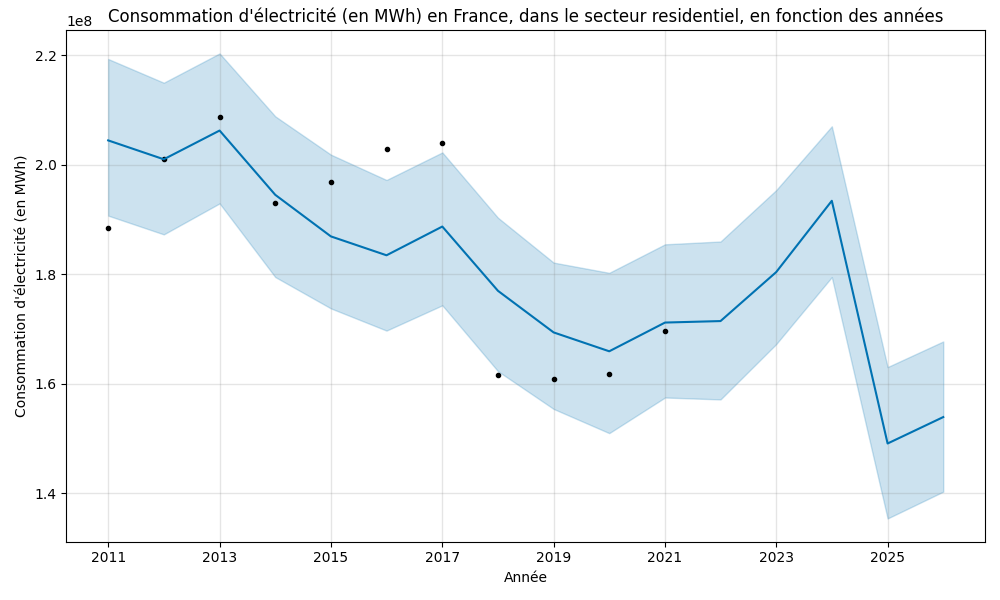 Consommation d'électricité (en MWh) en France, dans le secteur residentiel, en fonction des années
1e8
2.2
2.0
1.8
1.6
1.4
Consommation d'électricité (en MWh)
2011 2013 2015 2017 2019 2021 2023 2025
Année